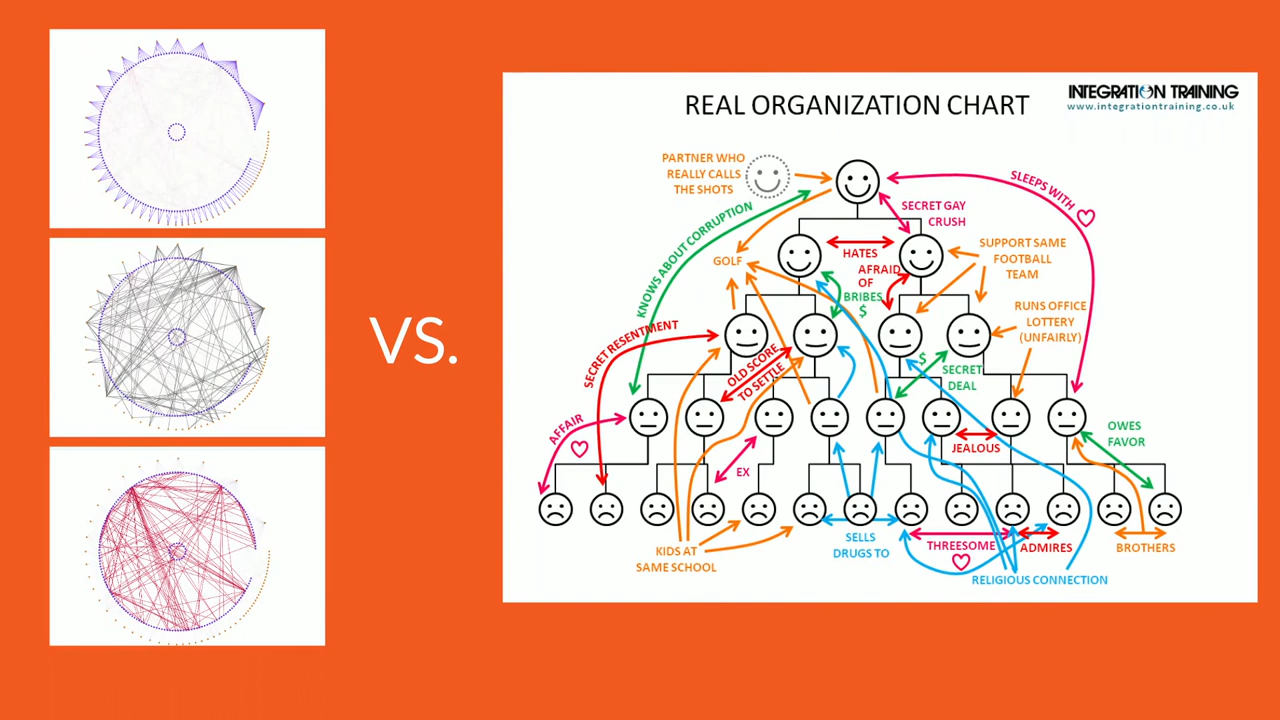 VS.
REAL ORGANIZATION CHART
INTEGRATION TRAINING
www.integrationtraining.co.uk
PARTNER WHO
REALLY CALLS
THE SHOTS
SLEEPS WITH
SECRET GAY
CRUSH
KNOWS ABOUT CORRUPTION
GOLF
HATES
AFRAID
OF
BRIBES
$
SUPPORT SAME
FOOTBALL
TEAM
RUNS OFFICE
LOTTERY
(UNFAIRLY)
SECRET RESENTMENT
OLD SCORE
TO SETTLE
$
SECRET
DEAL
AFFAIR
JEALOUS
OWES
FAVOR
EX
KIDS AT
SAME SCHOOL
SELLS
DRUGS TO
THREESOME
ADMIRES
BROTHERS
RELIGIOUS CONNECTION